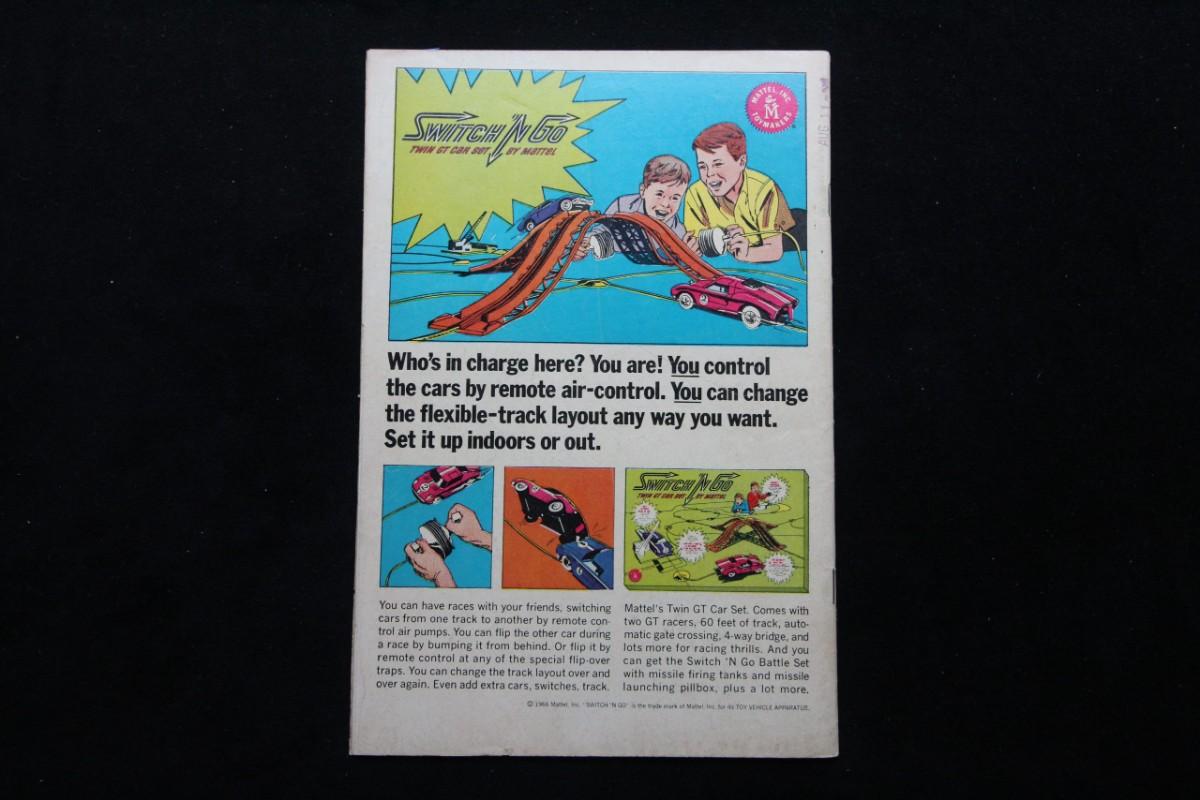 MATTEL, INC.
M
TOYMAKERS
AUG 11
SWITCH 'N GO
TWIN GT CAR SET BY MATTEL
2
Who's in charge here? You are! You control
the cars by remote air-control. You can change
the flexible-track layout any way you want.
Set it up indoors or out.
SWITCH 'N GO
TWIN GT CAR SET BY MATTEL
You can have races with your friends, switching
cars from one track to another by remote con-
trol air pumps. You can flip the other car during
a race by bumping it from behind. Or flip it by
remote control at any of the special flip-over
traps. You can change the track layout over and
over again. Even add extra cars, switches, track.
Mattel's Twin GT Car Set. Comes with
two GT racers, 60 feet of track, auto-
matic gate crossing, 4-way bridge, and
lots more for racing thrills. And you
can get the Switch 'N Go Battle Set
with missile firing tanks and missile
launching pillbox, plus a lot more.
© 1966 Mattel, Inc. "SWITCH 'N GO" is the trade mark of Mattel, Inc. for its TOY VEHICLE APPARATUS.